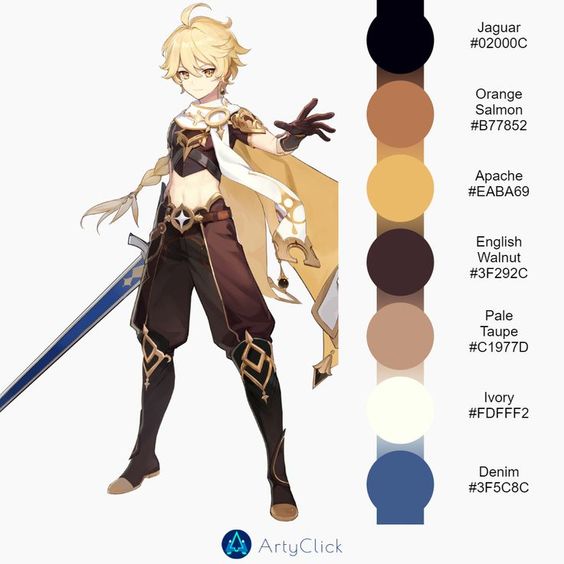 Jaguar
#02000C
Orange
Salmon
#B77852
Apache
#EABA69
English
Walnut
#3F292C
Pale
Taupe
#C1977D
Ivory
#FDFFF2
Denim
#3F5C8C
ArtyClick